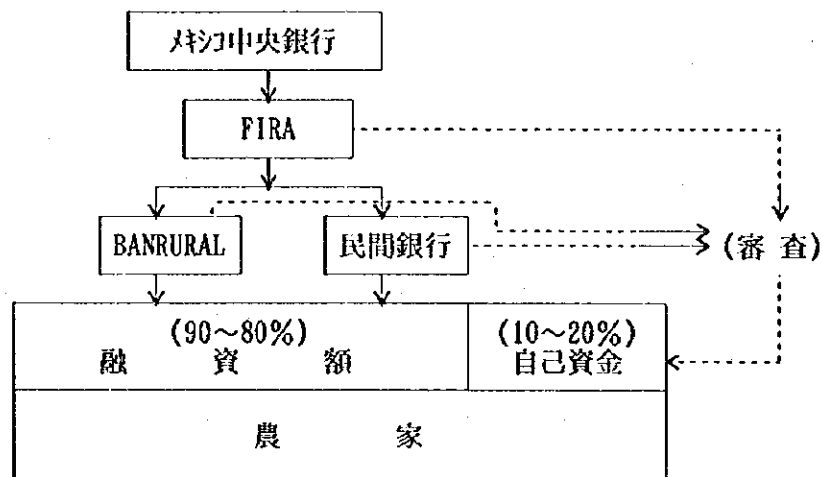 ﾒｷｼｺ中央銀行
FIRA
BANRURAL
民間銀行
(審 査)
(90～80%)
融 資 額
(10～20%)
自己資金
農 家